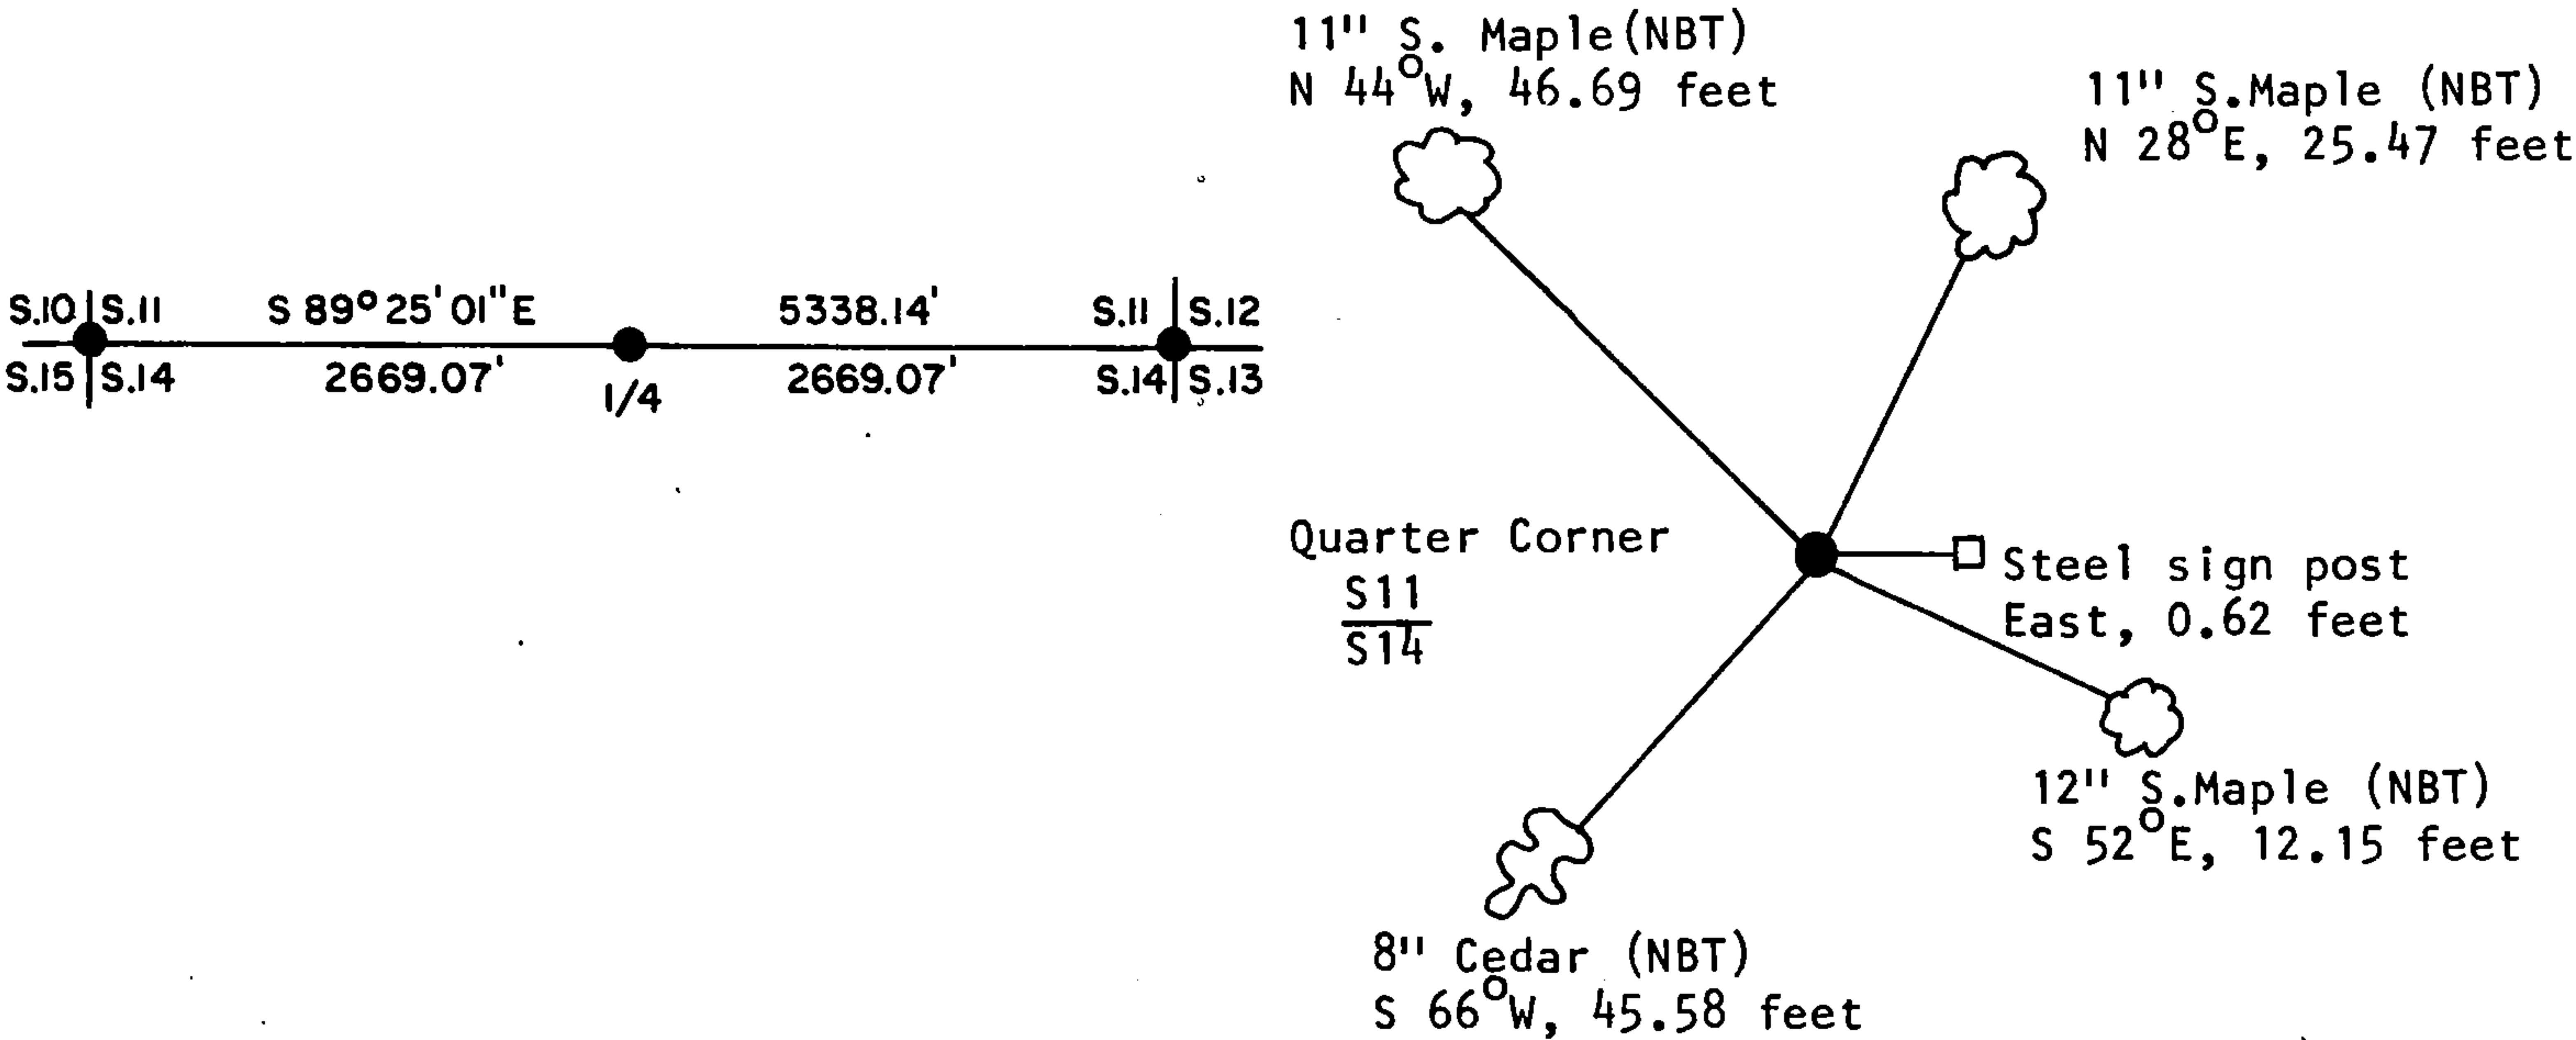 S.10 S.11 S 89° 25' 01" E 5338.14' S.11 S.12
S.15 S.14 2669.07' 1/4 2669.07' S.14 S.13
11" S. Maple(NBT)
N 44°W, 46.69 feet
11" S.Maple (NBT)
N 28°E, 25.47 feet
Quarter Corner
S11
S14
Steel sign post
East, 0.62 feet
12" S.Maple (NBT)
S 52°E, 12.15 feet
8" Cedar (NBT)
S 66°W, 45.58 feet